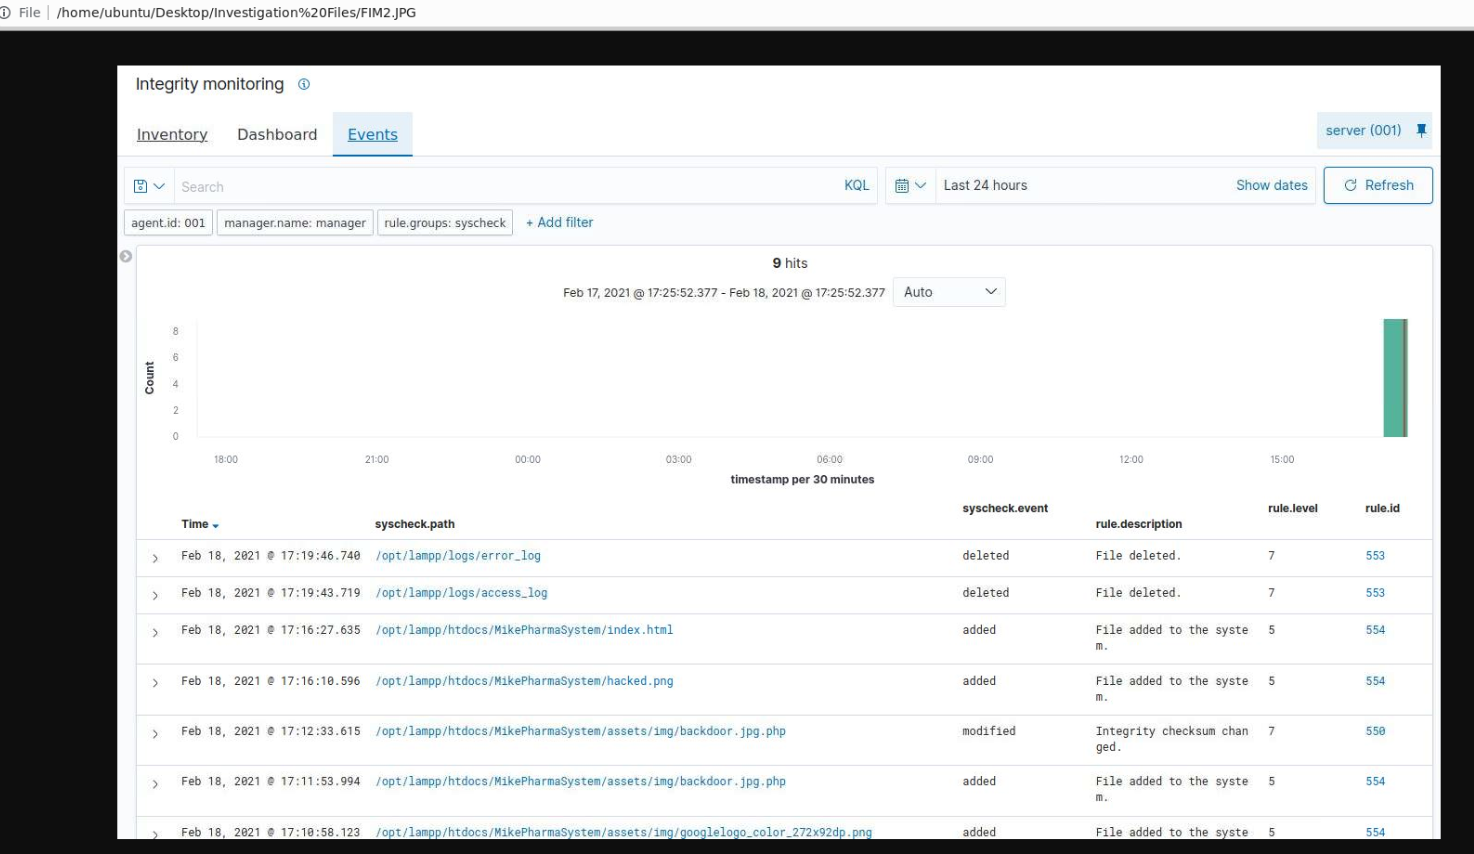 File | /home/ubuntu/Desktop/Investigation%20Files/FIM2.JPG
Integrity monitoring
Inventory Dashboard Events
server (001)
Search KQL Last 24 hours Show dates Refresh
agent.id: 001 manager.name: manager rule.groups: syscheck + Add filter
9 hits
Feb 17, 2021 @ 17:25:52.377 - Feb 18, 2021 @ 17:25:52.377 Auto
Count
8
6
4
2
0
18:00 21:00 00:00 03:00 06:00 09:00 12:00 15:00
timestamp per 30 minutes
Time syscheck.path syscheck.event rule.description rule.level rule.id
Feb 18, 2021 @ 17:19:46.740 /opt/lampp/logs/error_log deleted File deleted. 7 553
Feb 18, 2021 @ 17:19:43.719 /opt/lampp/logs/access_log deleted File deleted. 7 553
Feb 18, 2021 @ 17:16:27.635 /opt/lampp/htdocs/MikePharmaSystem/index.html added File added to the syste 5 554
m.
Feb 18, 2021 @ 17:16:10.596 /opt/lampp/htdocs/MikePharmaSystem/hacked.png added File added to the syste 5 554
m.
Feb 18, 2021 @ 17:12:33.615 /opt/lampp/htdocs/MikePharmaSystem/assets/img/backdoor.jpg.php modified Integrity checksum chan 7 550
ged.
Feb 18, 2021 @ 17:11:53.994 /opt/lampp/htdocs/MikePharmaSystem/assets/img/backdoor.jpg.php added File added to the syste 5 554
m.
Feb 18, 2021 @ 17:10:58.123 /opt/lampp/htdocs/MikePharmaSystem/assets/img/googlelogo_color_272x92dp.png added File added to the syste 5 554